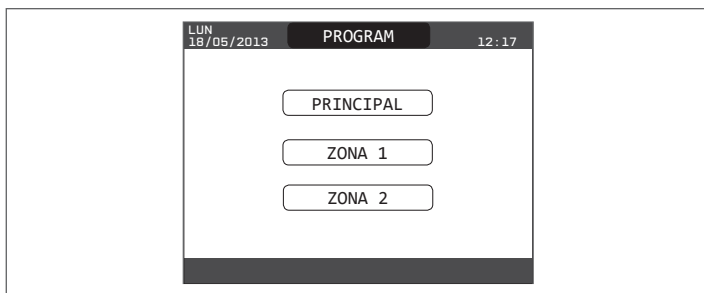 LUN
18/05/2013
PROGRAM
12:17
PRINCIPAL
ZONA 1
ZONA 2